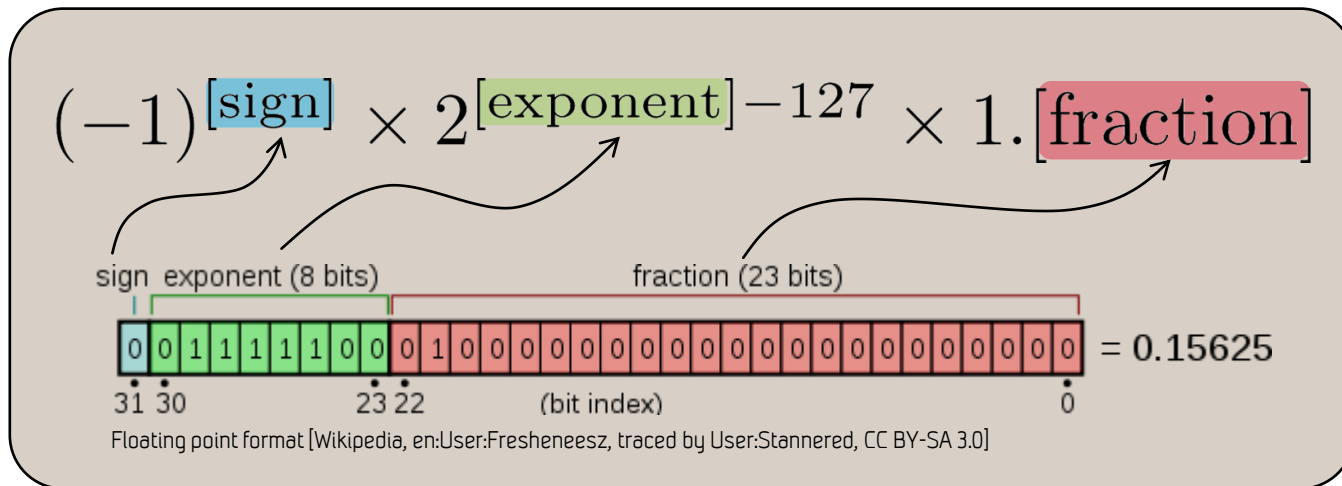 (−1)^[sign] × 2^[exponent]−127 × 1.[fraction]
sign exponent (8 bits) fraction (23 bits)
0 0 1 1 1 1 1 0 0 0 1 0 0 0 0 0 0 0 0 0 0 0 0 0 0 0 0 0 0 0 0 0 = 0.15625
31 30 23 22 (bit index) 0
Floating point format [Wikipedia, en:User:Fresheneesz, traced by User:Stannered, CC BY-SA 3.0]